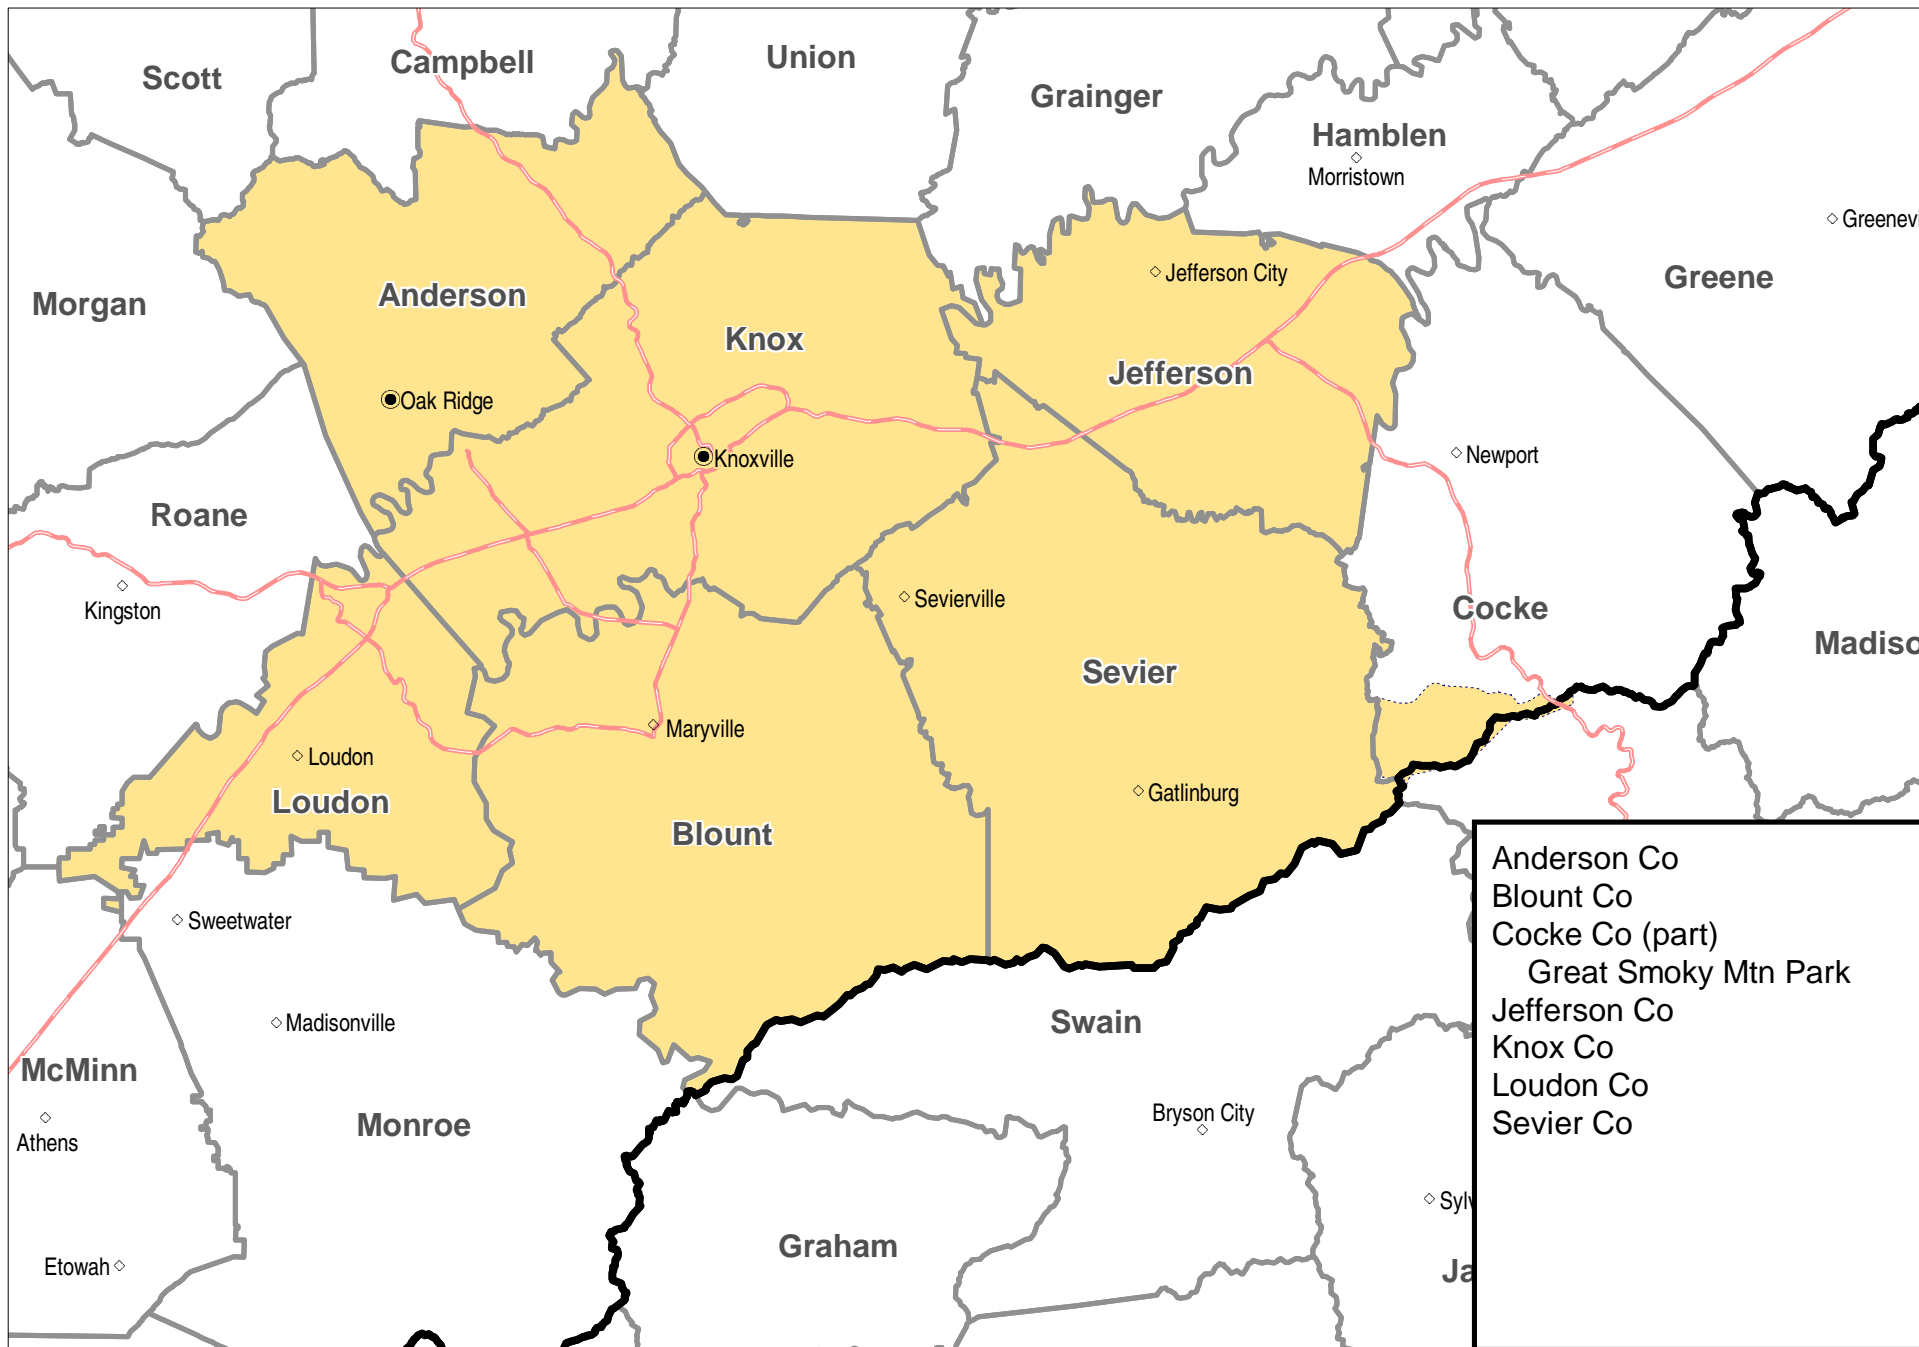 Union
Campbell
Scott
Grainger
Hamblen
Morristown
Greenevi
Jefferson City
Greene
Anderson
Morgan
Knox
Jefferson
Oak Ridge
Knoxville
Newport
Roane
Kingston
Sevierville
Cocke
Madiso
Sevier
Maryville
Loudon
Gatlinburg
Loudon
Blount
Sweetwater
Madisonville
Swain
McMinn
Athens
Monroe
Bryson City
Sylv
Graham
Etowah
Ja
Anderson Co
Blount Co
Cocke Co (part)
Great Smoky Mtn Park
Jefferson Co
Knox Co
Loudon Co
Sevier Co